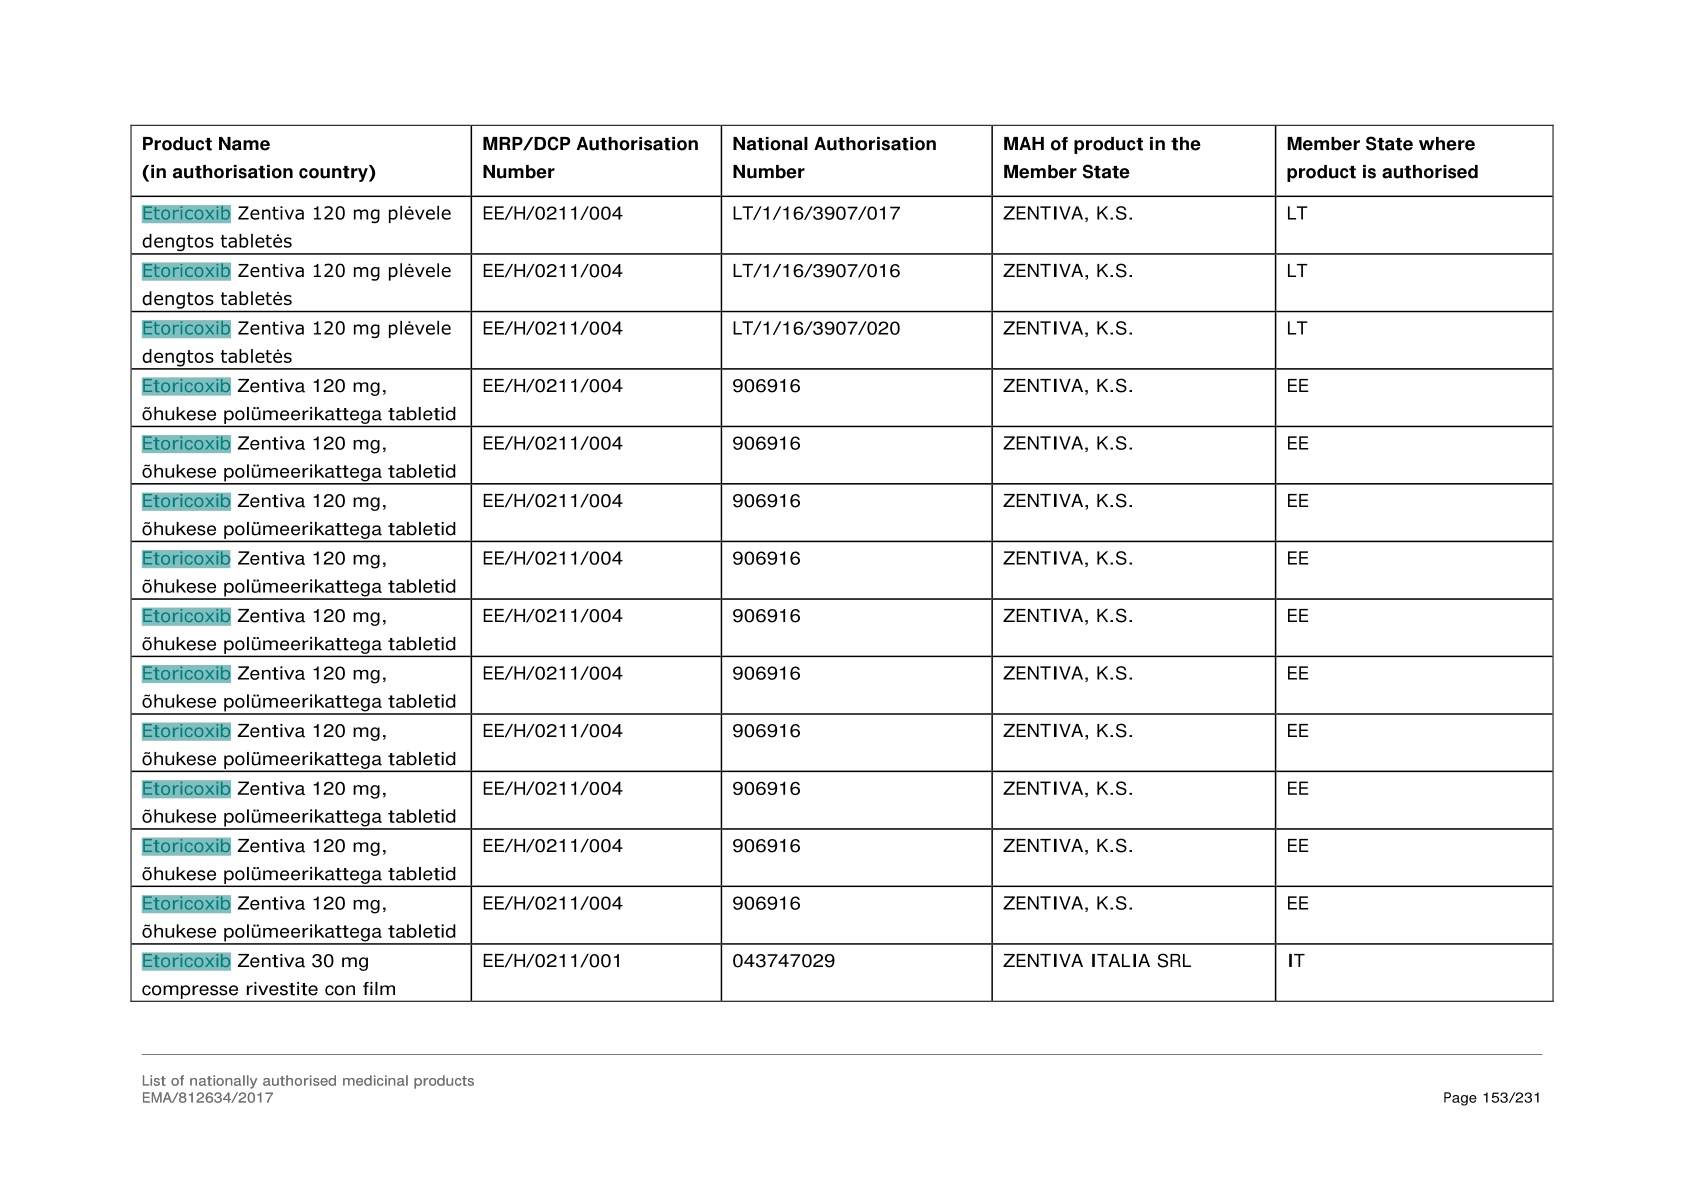 Product Name MRP/DCP Authorisation National Authorisation MAH of product in the Member State where
(in authorisation country) Number Number Member State product is authorised
Etoricoxib Zentiva 120 mg plėvele EE/H/0211/004 LT/1/16/3907/017 ZENTIVA, K.S. LT
dengtos tabletės
Etoricoxib Zentiva 120 mg plėvele EE/H/0211/004 LT/1/16/3907/016 ZENTIVA, K.S. LT
dengtos tabletės
Etoricoxib Zentiva 120 mg plėvele EE/H/0211/004 LT/1/16/3907/020 ZENTIVA, K.S. LT
dengtos tabletės
Etoricoxib Zentiva 120 mg, EE/H/0211/004 906916 ZENTIVA, K.S. EE
õhukese polümeerikattega tabletid
Etoricoxib Zentiva 120 mg, EE/H/0211/004 906916 ZENTIVA, K.S. EE
õhukese polümeerikattega tabletid
Etoricoxib Zentiva 120 mg, EE/H/0211/004 906916 ZENTIVA, K.S. EE
õhukese polümeerikattega tabletid
Etoricoxib Zentiva 120 mg, EE/H/0211/004 906916 ZENTIVA, K.S. EE
õhukese polümeerikattega tabletid
Etoricoxib Zentiva 120 mg, EE/H/0211/004 906916 ZENTIVA, K.S. EE
õhukese polümeerikattega tabletid
Etoricoxib Zentiva 120 mg, EE/H/0211/004 906916 ZENTIVA, K.S. EE
õhukese polümeerikattega tabletid
Etoricoxib Zentiva 120 mg, EE/H/0211/004 906916 ZENTIVA, K.S. EE
õhukese polümeerikattega tabletid
Etoricoxib Zentiva 120 mg, EE/H/0211/004 906916 ZENTIVA, K.S. EE
õhukese polümeerikattega tabletid
Etoricoxib Zentiva 120 mg, EE/H/0211/004 906916 ZENTIVA, K.S. EE
õhukese polümeerikattega tabletid
Etoricoxib Zentiva 120 mg, EE/H/0211/004 906916 ZENTIVA, K.S. EE
õhukese polümeerikattega tabletid
Etoricoxib Zentiva 30 mg EE/H/0211/001 043747029 ZENTIVA ITALIA SRL IT
compresse rivestite con film
List of nationally authorised medicinal products
EMA/812634/2017 Page 153/231